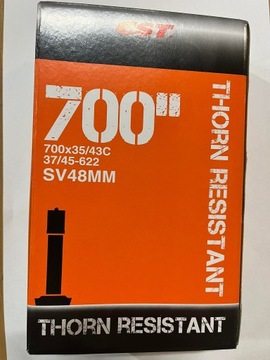 CST
700"
700x35/43C
37/45-622
SV48MM
THORN RESISTANT
THORN RESISTANT